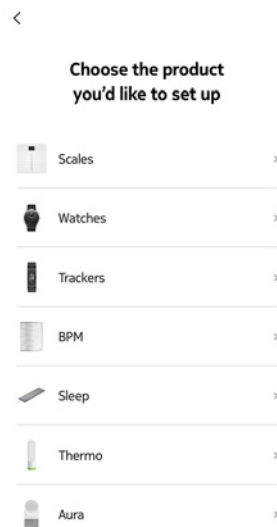 Choose the product
you'd like to set up
Scales
Watches
Trackers
BPM
Sleep
Thermo
Aura